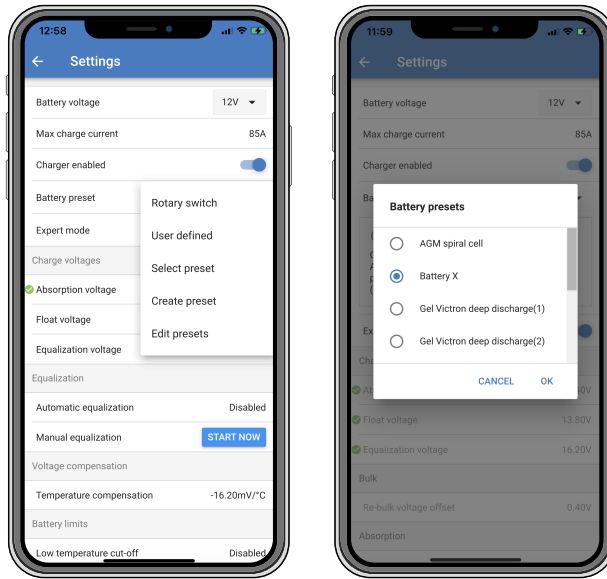 12:58
Settings
Battery voltage 12V
Max charge current 85A
Charger enabled
Battery preset
Rotary switch
Expert mode
User defined
Charge voltages
Select preset
Absorption voltage
Create preset
Float voltage
Edit presets
Equalization voltage
Equalization
Automatic equalization Disabled
Manual equalization START NOW
Voltage compensation
Temperature compensation -16.20mV/°C
Battery limits
Low temperature cut-off Disabled
11:59
Settings
Battery voltage 12V
Max charge current 85A
Charger enabled
Ba
Battery presets
AGM spiral cell
Battery X
Gel Victron deep discharge(1)
Gel Victron deep discharge(2)
CANCEL OK
Ex
Cha
Ab
Float voltage 13.80V
Equalization voltage 16.20V
Bulk
Re-bulk voltage offset 0.40V
Absorption